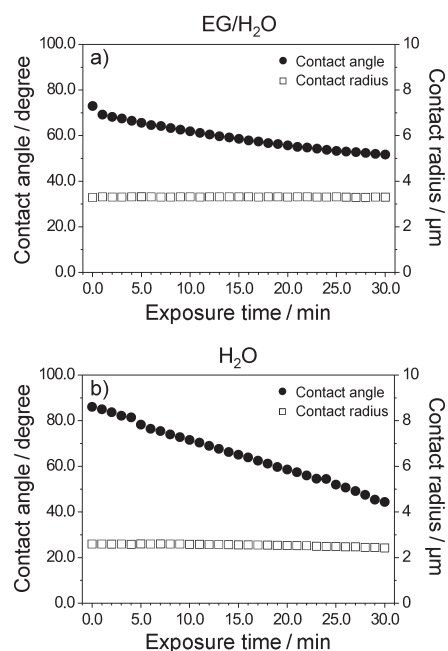 EG/H₂O
a)
Contact angle
Contact radius
Contact angle / degree
100.0
80.0
60.0
40.0
20.0
0.0
Contact radius / µm
10
8
6
4
2
0
0.0 5.0 10.0 15.0 20.0 25.0 30.0
Exposure time / min
H₂O
b)
Contact angle
Contact radius
Contact angle / degree
100.0
80.0
60.0
40.0
20.0
0.0
Contact radius / µm
10
8
6
4
2
0
0.0 5.0 10.0 15.0 20.0 25.0 30.0
Exposure time / min